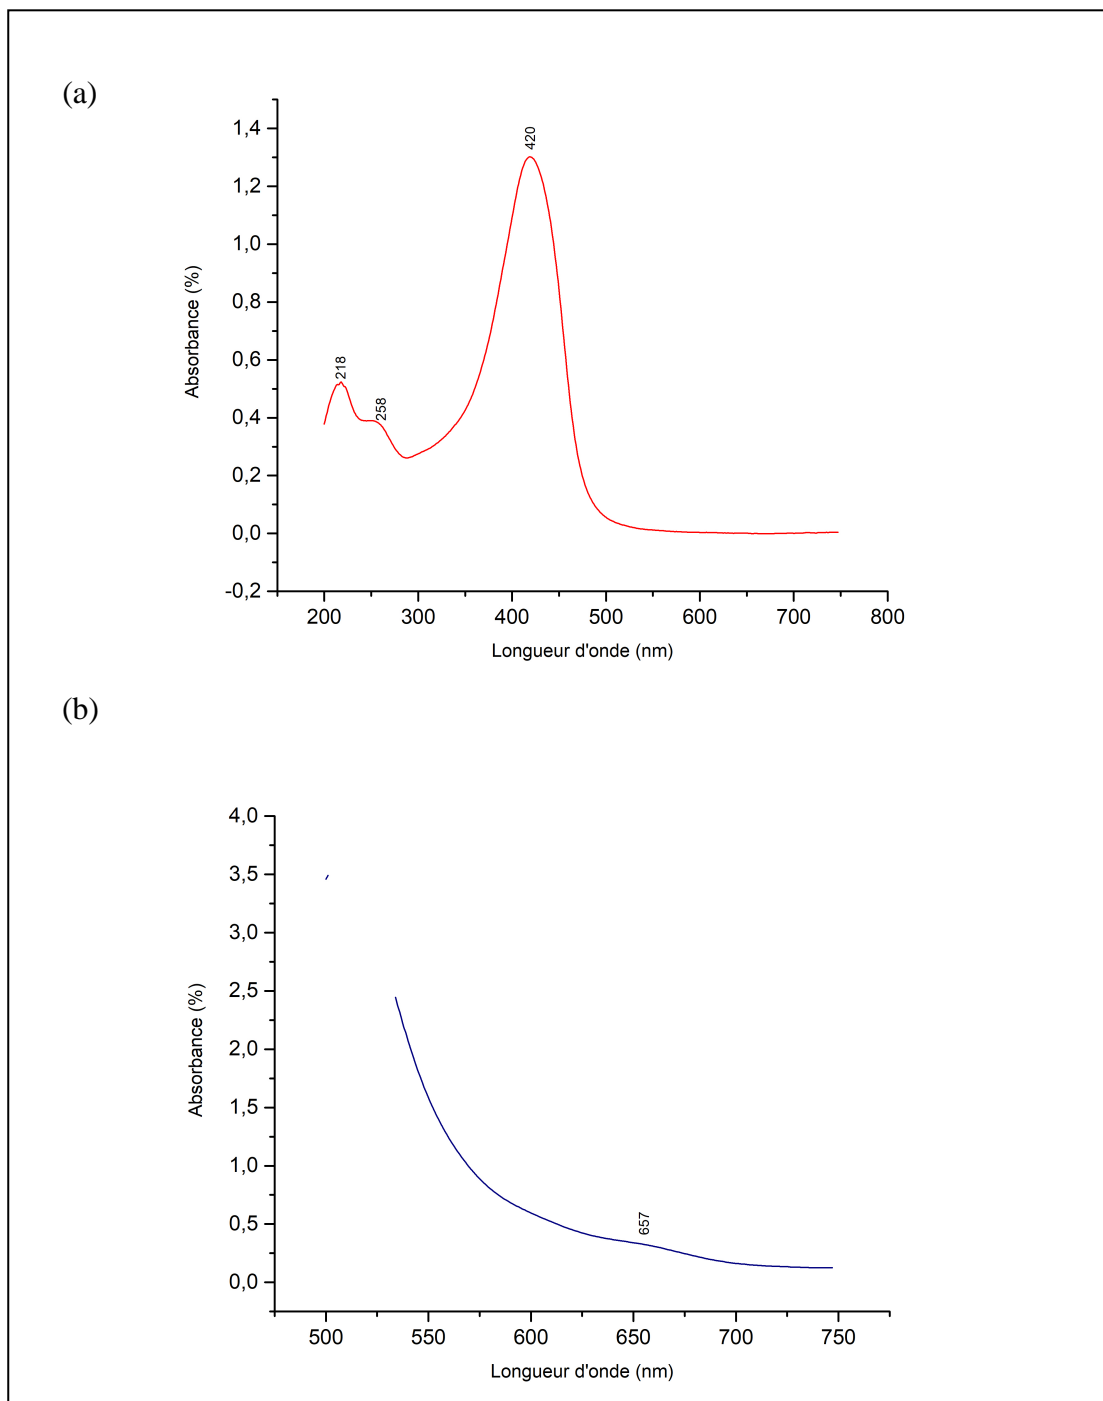 (a)
1,4
1,2
1,0
0,8
0,6
0,4
0,2
0,0
-0,2
Absorbance (%)
218
258
420
200 300 400 500 600 700 800
Longueur d'onde (nm)
(b)
4,0
3,5
3,0
2,5
2,0
1,5
1,0
0,5
0,0
Absorbance (%)
657
500 550 600 650 700 750
Longueur d'onde (nm)